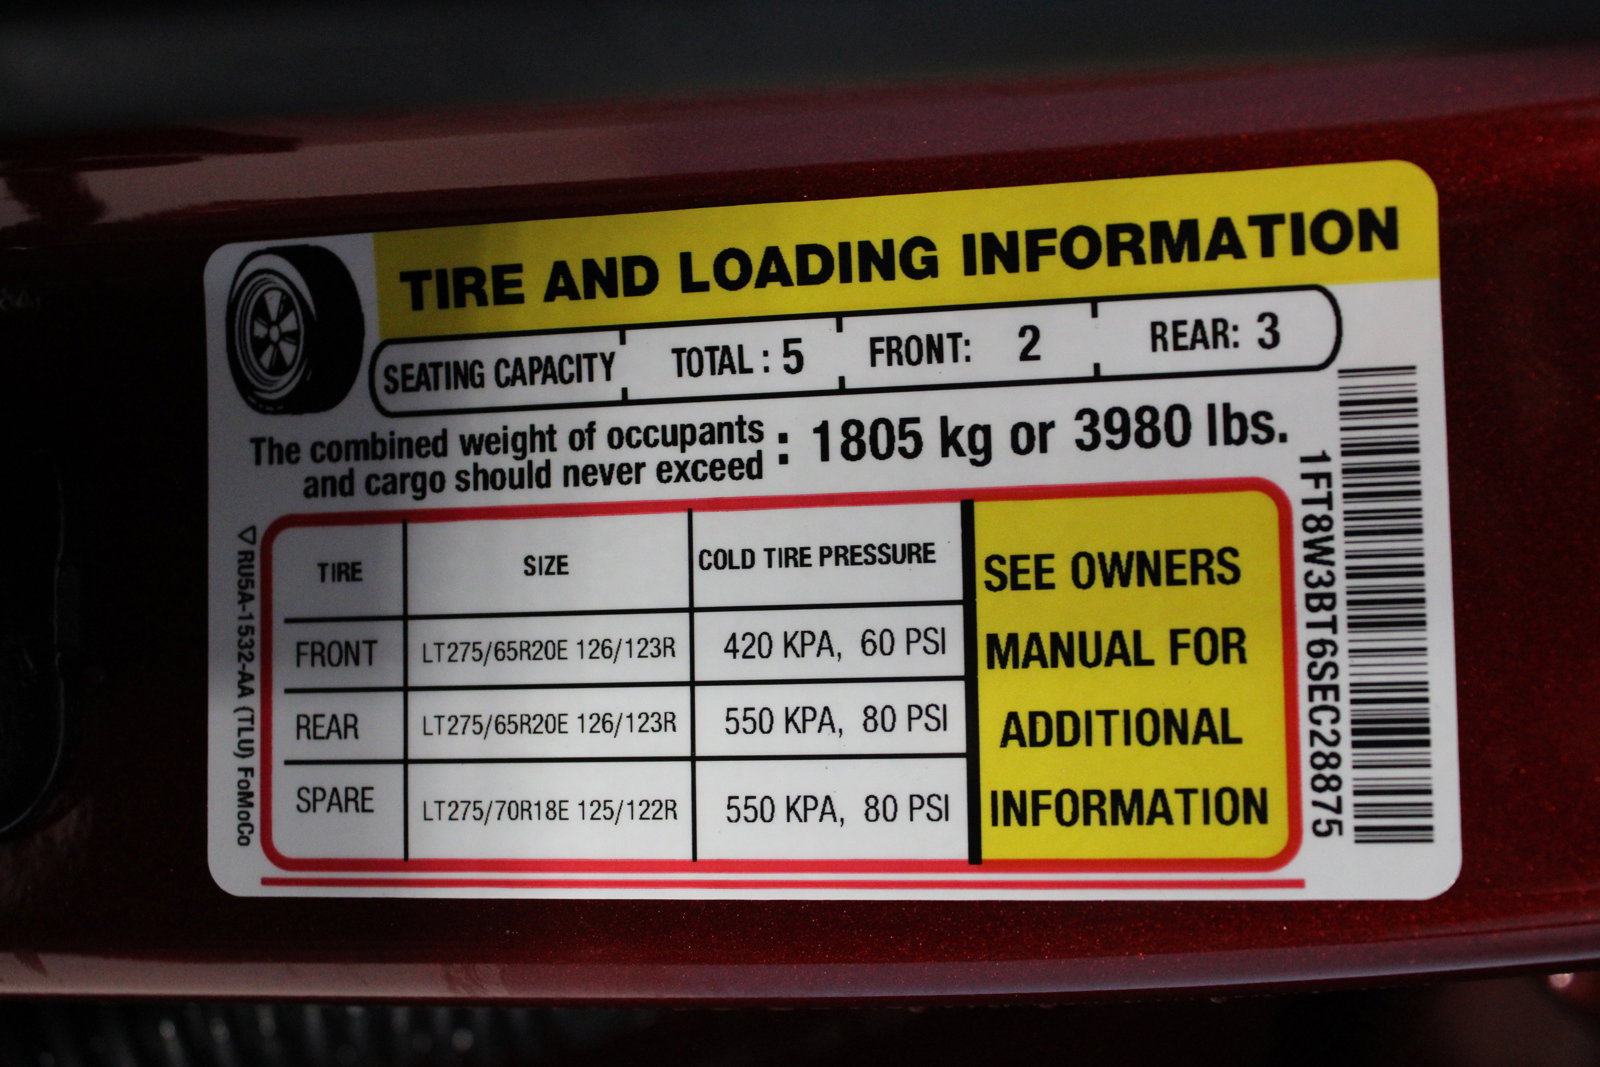 TIRE AND LOADING INFORMATION
SEATING CAPACITY TOTAL : 5 FRONT: 2 REAR: 3
The combined weight of occupants
and cargo should never exceed : 1805 kg or 3980 lbs.
TIRE SIZE COLD TIRE PRESSURE
FRONT LT275/65R20E 126/123R 420 KPA, 60 PSI
REAR LT275/65R20E 126/123R 550 KPA, 80 PSI
SPARE LT275/70R18E 125/122R 550 KPA, 80 PSI
SEE OWNERS
MANUAL FOR
ADDITIONAL
INFORMATION
1FT8W3BT6SEC28875
RU5A-1532-AA (TLU) FoMoCo